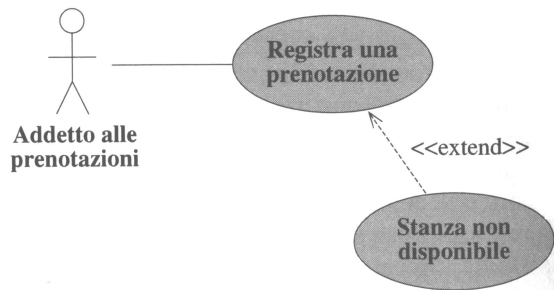 Registra una
prenotazione
Addetto alle
prenotazioni
<<extend>>
Stanza non
disponibile